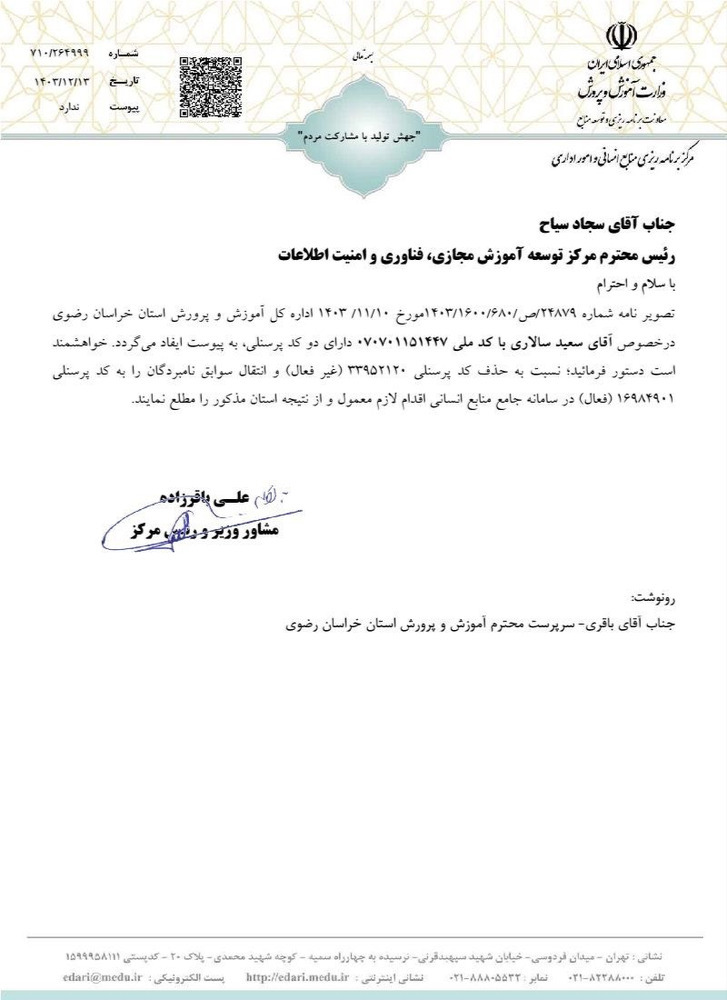 جمهوری اسلامی ایران
وزارت آموزش و پرورش
معاونت برنامه ریزی و توسعه منابع
مرکز برنامه ریزی منابع انسانی و امور اداری
بسمه تعالی
"جهش تولید با مشارکت مردم"
شماره ۷۱۰/۲۶۴۹۹۹
تاریخ ۱۴۰۳/۱۲/۱۳
پیوست ندارد
جناب آقای سجاد سیاح
رئیس محترم مرکز توسعه آموزش مجازی، فناوری و امنیت اطلاعات
با سلام و احترام
تصویر نامه شماره ۲۴۸۷۹/ص/۱۴۰۳/۱۶۰۰/۶۸۰مورخ ۱۱/۱۰/ ۱۴۰۳ اداره کل آموزش و پرورش استان خراسان رضوی
درخصوص آقای سعید سالاری با کد ملی ۰۷۰۷۰۱۱۵۱۴۴۷ دارای دو کد پرسنلی، به پیوست ایفاد می‌گردد. خواهشمند
است دستور فرمائید؛ نسبت به حذف کد پرسنلی ۳۳۹۵۲۱۲۰ (غیر فعال) و انتقال سوابق نامبردگان را به کد پرسنلی
۱۶۹۸۴۹۰۱ (فعال) در سامانه جامع منابع انسانی اقدام لازم معمول و از نتیجه استان مذکور را مطلع نمایند.
علــی باقرزاده
مشاور وزیر و رئیس مرکز
رونوشت:
جناب آقای باقری- سرپرست محترم آموزش و پرورش استان خراسان رضوی
نشانی : تهران - میدان فردوسی- خیابان شهید سپهبدقرنی- نرسیده به چهارراه سمیه - کوچه شهید محمدی- پلاک ۲۰ - کدپستی ۱۵۹۹۹۵۸۱۱۱
تلفن : ۸۲۲۸۸۰۰۰-۰۲۱ نمابر : ۸۸۸۰۵۵۳۳-۰۲۱ نشانی اینترنتی : http://edari.medu.ir پست الکترونیکی : edari@medu.ir